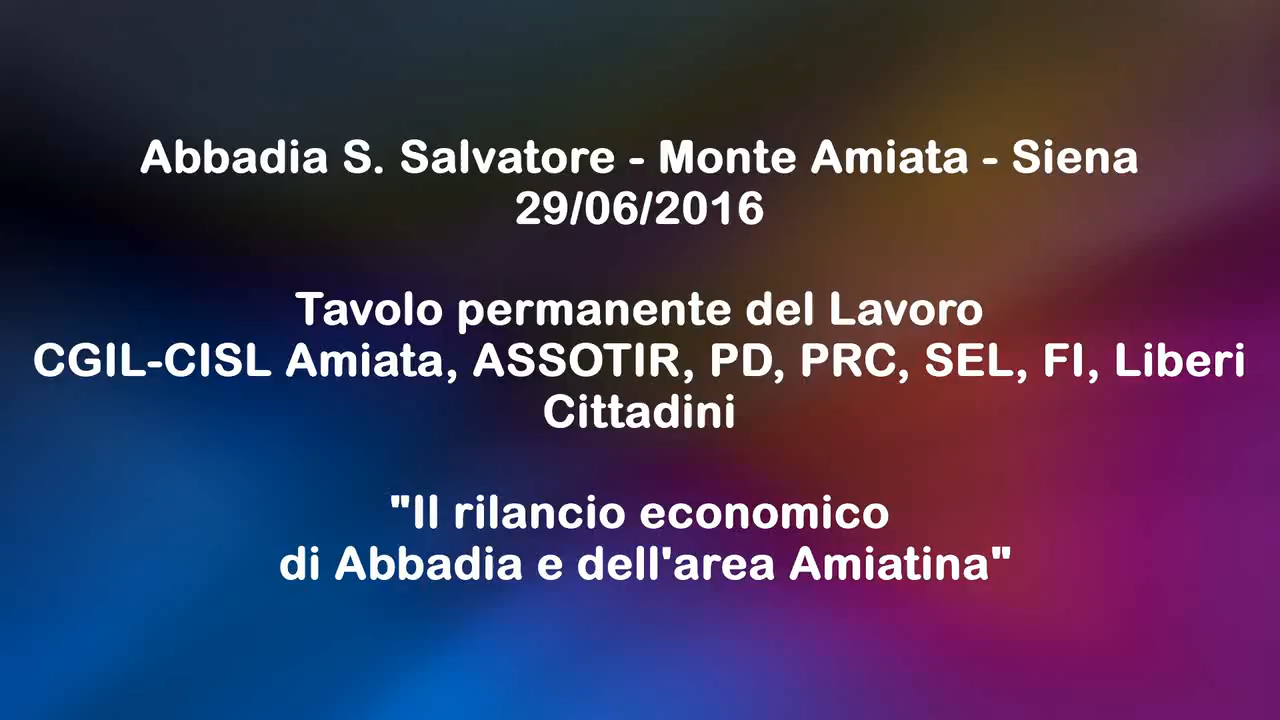 Abbadia S. Salvatore - Monte Amiata - Siena
29/06/2016
Tavolo permanente del Lavoro
CGIL-CISL Amiata, ASSOTIR, PD, PRC, SEL, FI, Liberi
Cittadini
"Il rilancio economico
di Abbadia e dell'area Amiatina"